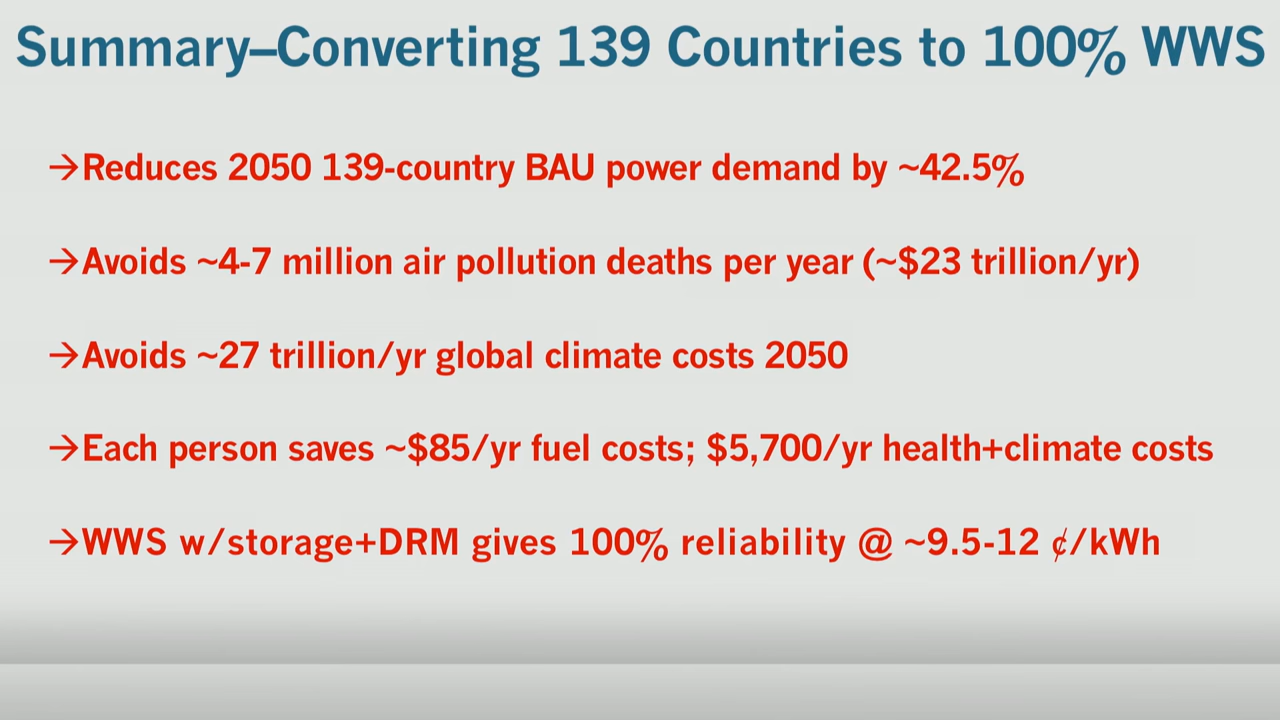 Summary–Converting 139 Countries to 100% WWS
→Reduces 2050 139-country BAU power demand by ~42.5%
→Avoids ~4-7 million air pollution deaths per year (~$23 trillion/yr)
→Avoids ~27 trillion/yr global climate costs 2050
→Each person saves ~$85/yr fuel costs; $5,700/yr health+climate costs
→WWS w/storage+DRM gives 100% reliability @ ~9.5-12 ¢/kWh